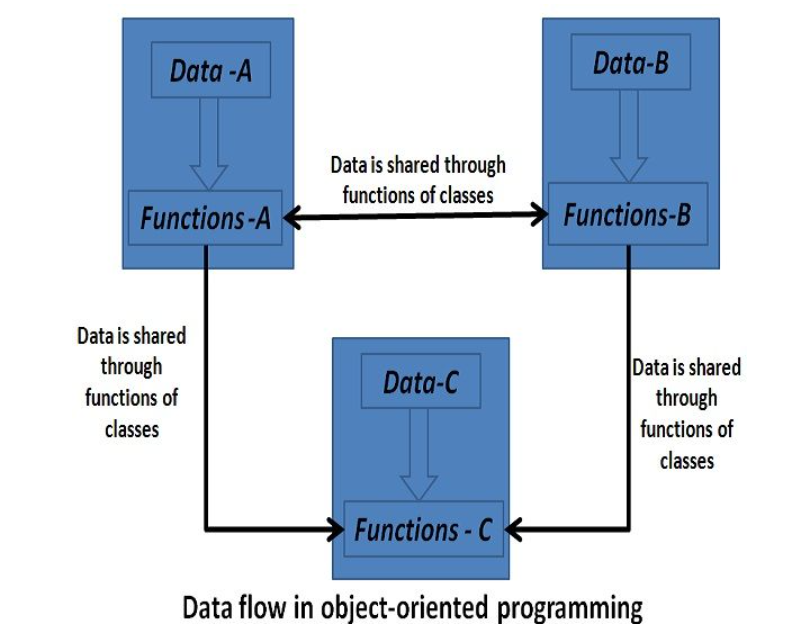 Data -A
Data-B
Data is shared through
functions of classes
Functions -A
Functions-B
Data is shared
through
functions of
classes
Data-C
Data is shared
through
functions of
classes
Functions - C
Data flow in object-oriented programming